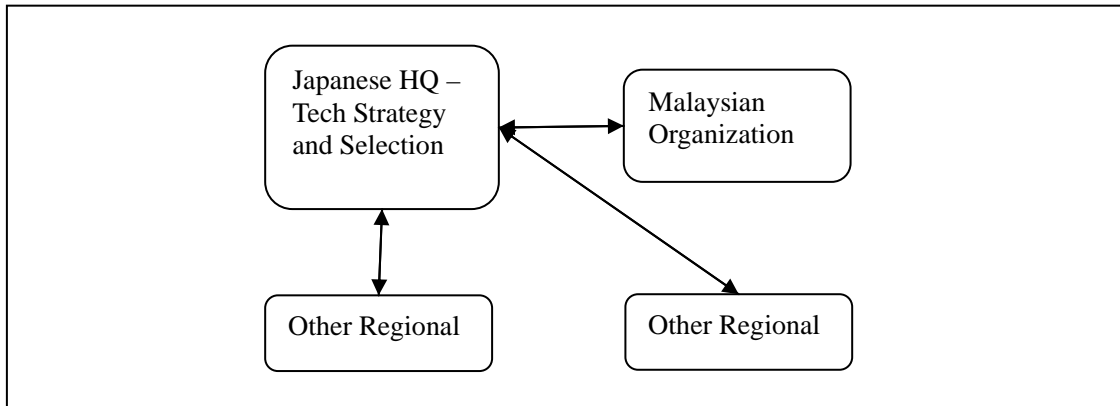 Japanese HQ –
Tech Strategy
and Selection
Malaysian
Organization
Other Regional
Other Regional